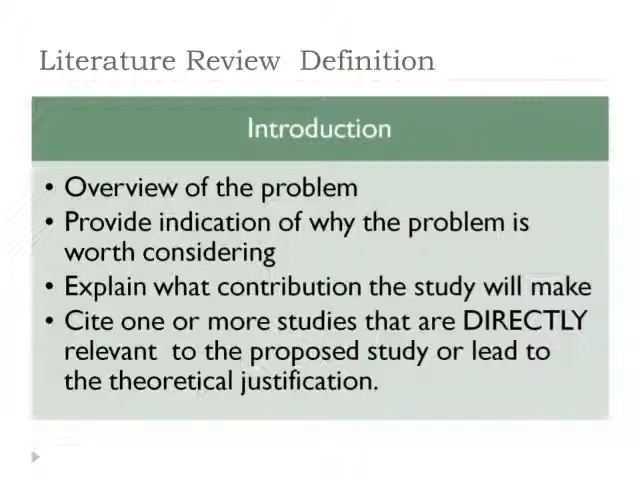 Literature Review  Definition
Introduction
• Overview of the problem
• Provide indication of why the problem is
worth considering
• Explain what contribution the study will make
• Cite one or more studies that are DIRECTLY
relevant  to the proposed study or lead to
the theoretical justification.